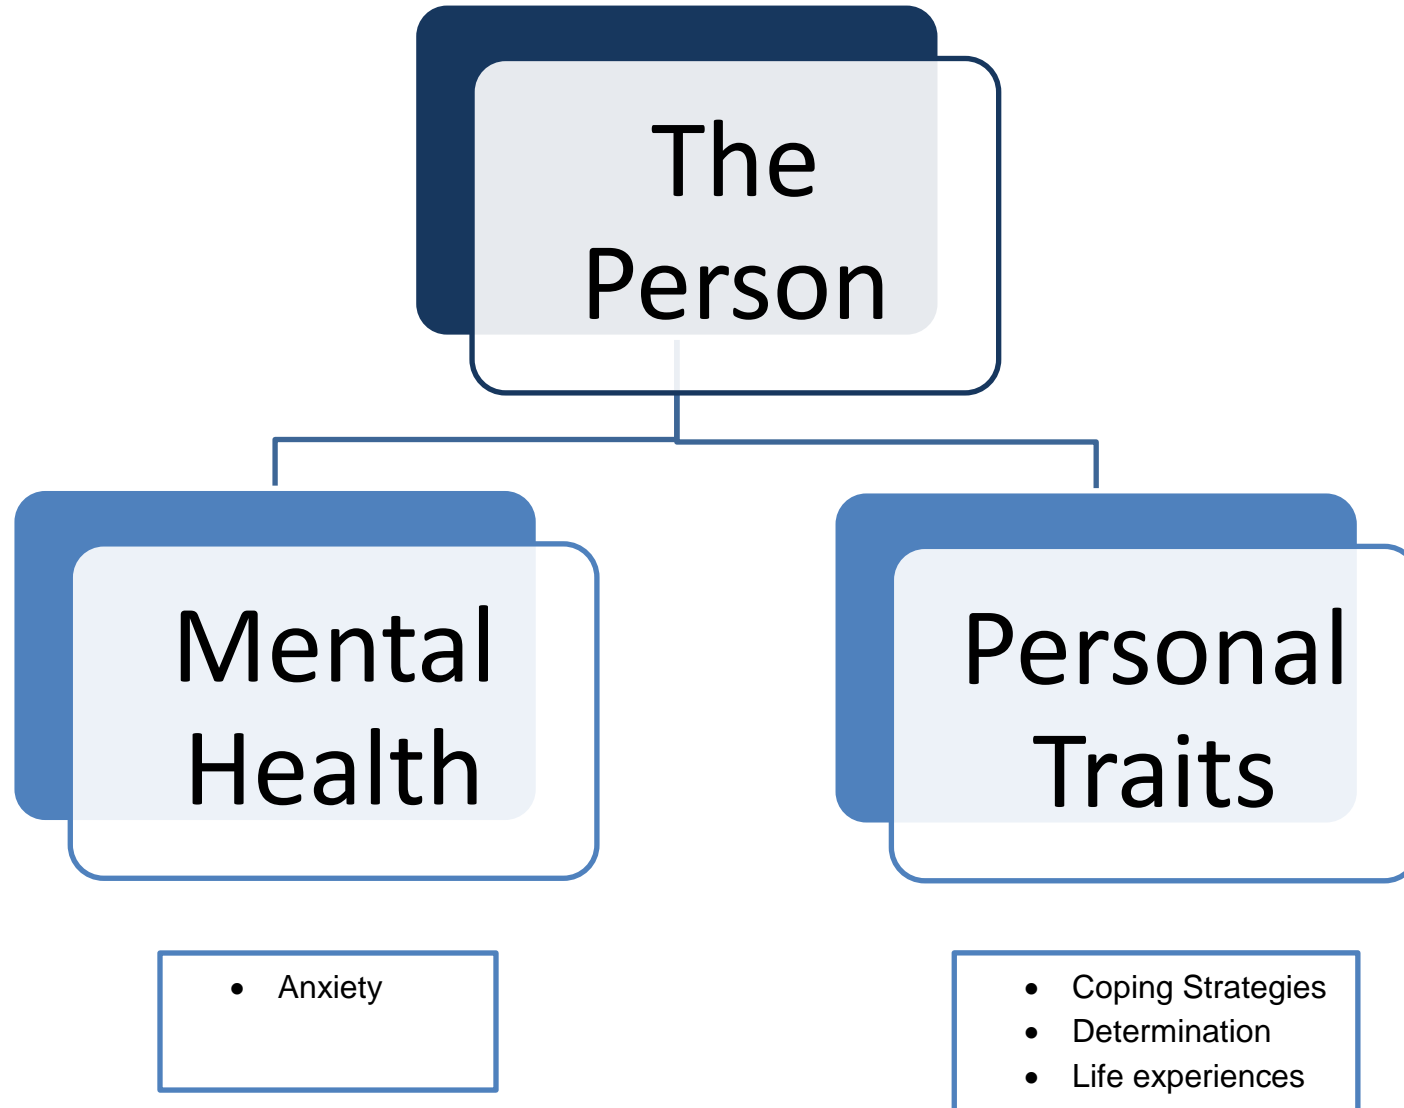 The
Person
Mental
Health
Personal
Traits
• Anxiety
• Coping Strategies
• Determination
• Life experiences